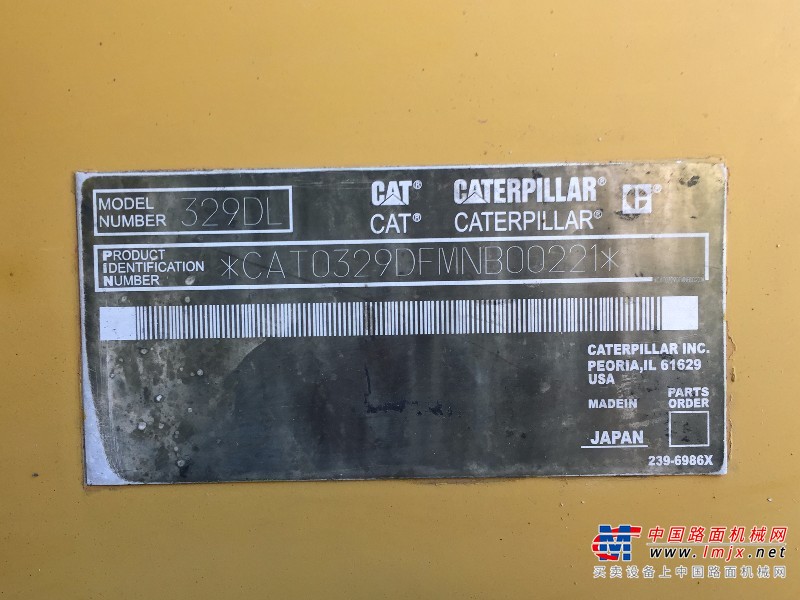 MODEL NUMBER 329DL
CAT® CATERPILLAR® C®
CAT® CATERPILLAR®
PRODUCT IDENTIFICATION NUMBER *CAT0329DFMNB00221*
CATERPILLAR INC.
PEORIA,IL 61629
USA
MADEIN JAPAN
PARTS ORDER
239-6986X
中国路面机械网
www.lmjx.net
买卖设备上中国路面机械网